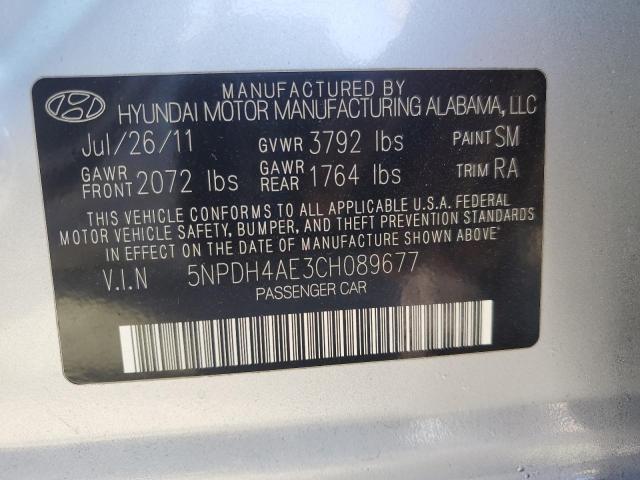 MANUFACTURED BY
HYUNDAI MOTOR MANUFACTURING ALABAMA, LLC
Jul/26/11 GVWR 3792 lbs PAINT SM
GAWR FRONT 2072 lbs GAWR REAR 1764 lbs TRIM RA
THIS VEHICLE CONFORMS TO ALL APPLICABLE U.S.A. FEDERAL
MOTOR VEHICLE SAFETY, BUMPER, AND THEFT PREVENTION STANDARDS
IN EFFECT ON THE DATE OF MANUFACTURE SHOWN ABOVE.
V.I.N 5NPDH4AE3CH089677
PASSENGER CAR